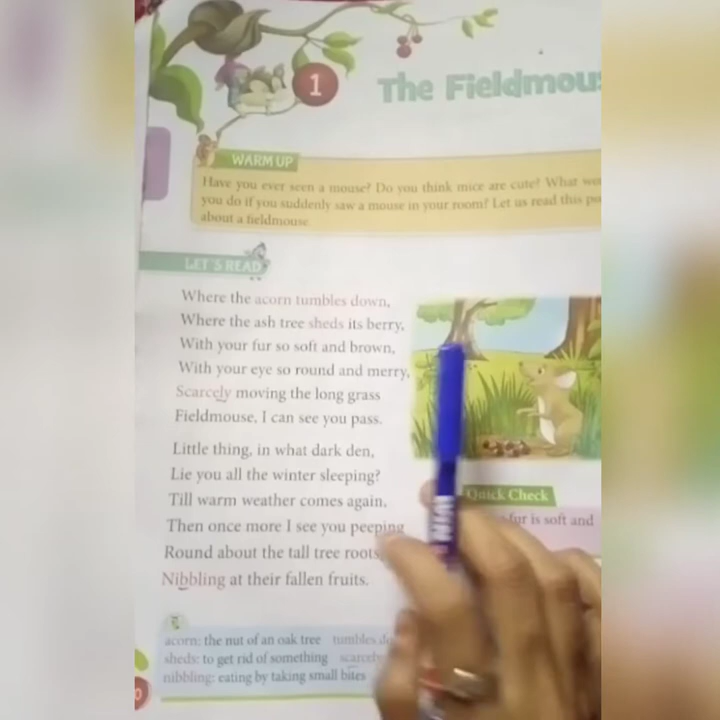 1
The Fieldmou
WARM UP
Have you ever seen a mouse? Do you think mice are cute? What
you do if you suddenly saw a mouse in your room? Let us read this
about a fieldmouse
LET'S READ
Where the acorn tumbles down,
Where the ash tree sheds its berry,
With your fur so soft and brown,
With your eye so round and merry,
Scarcely moving the long grass
Fieldmouse, I can see you pass.
Little thing, in what dark den,
Lie you all the winter sleeping?
Till warm weather comes again,
Then once more I see you peeping
Round about the tall tree roots
Nibbling at their fallen fruits.
Quick Check
fur is soft and
acorn: the nut of an oak tree tumbles
sheds: to get rid of something scarcely
nibbling: eating by taking small bites